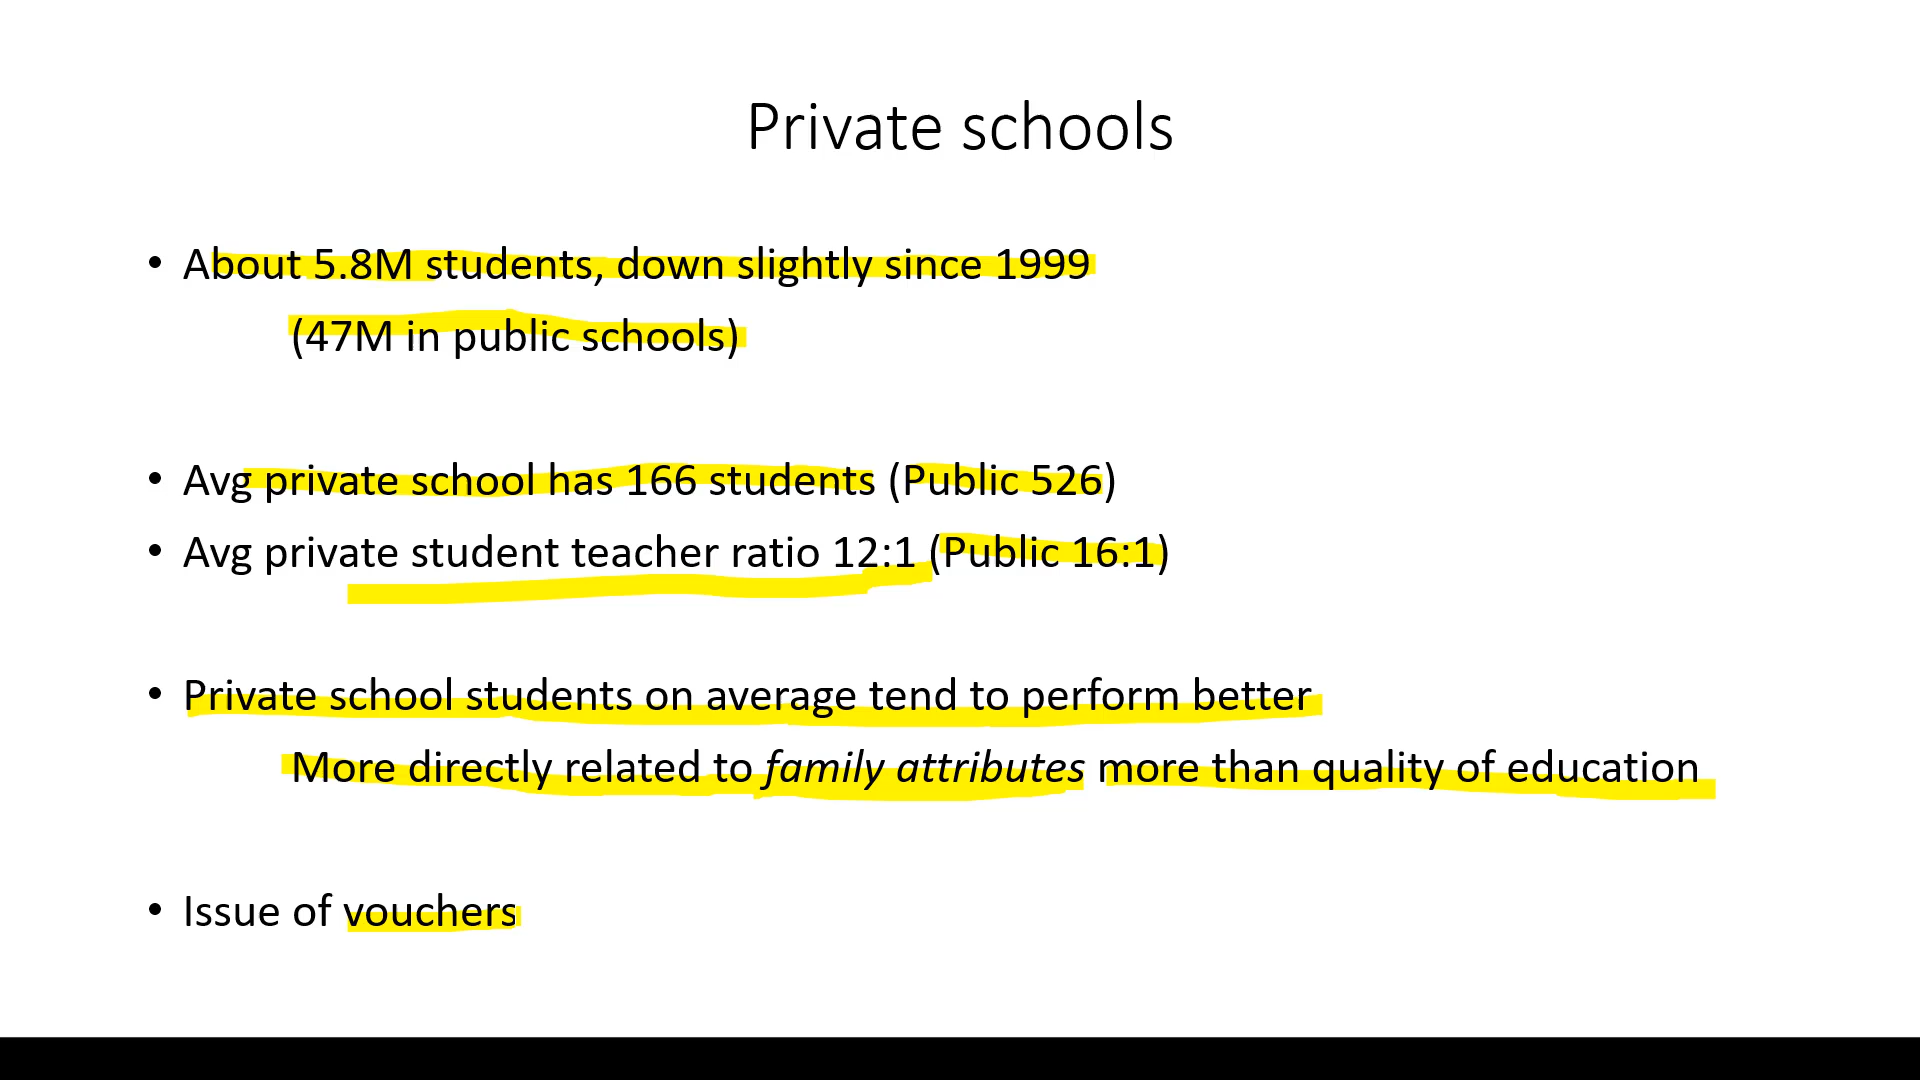 Private schools
• About 5.8M students, down slightly since 1999
(47M in public schools)
• Avg private school has 166 students (Public 526)
• Avg private student teacher ratio 12:1 (Public 16:1)
• Private school students on average tend to perform better
More directly related to family attributes more than quality of education
• Issue of vouchers